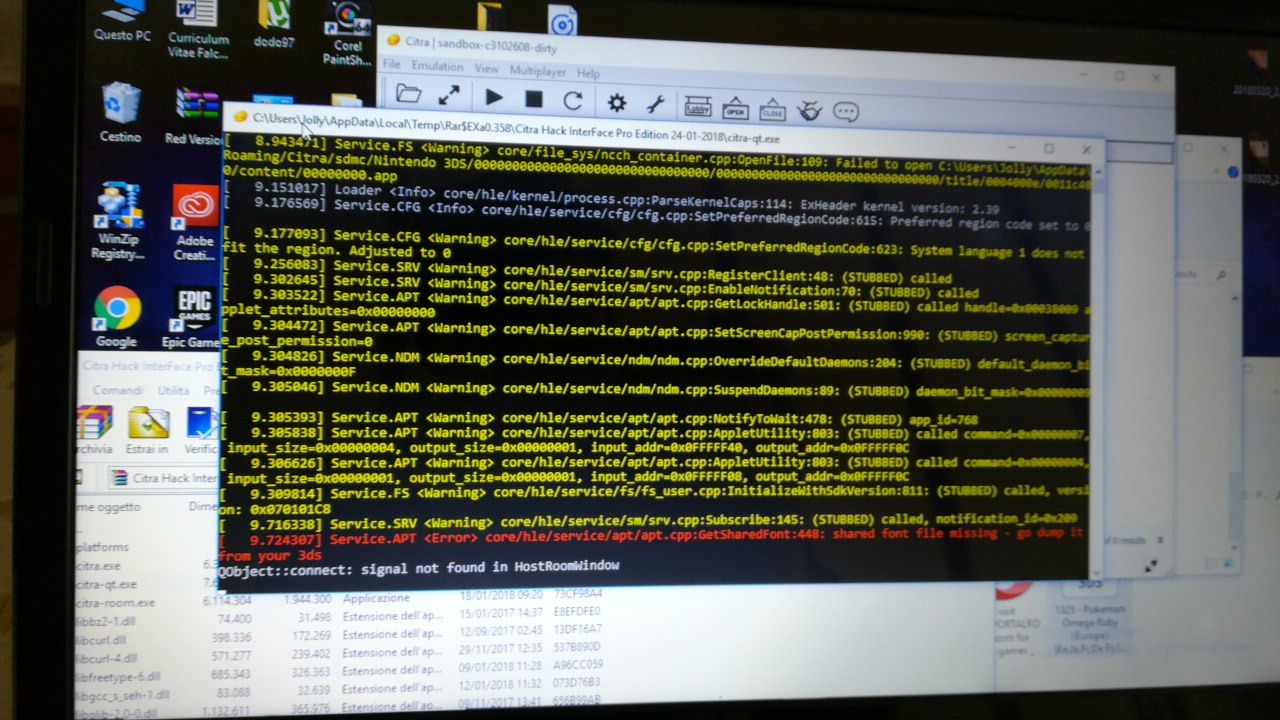 Questo PC
Curriculum
Vitae Falc...
dodo97
Corel
PaintSh...
Cestino
Red Version
WinZip
Registry...
Adobe
Creati...
Google
EPIC
GAMES
Epic Game
Citra | sandbox-c3102608-dirty
File Emulation View Multiplayer Help
Lobby OPEN CLOSE
C:\Users\Jolly\AppData\Local\Temp\Rar$EXa0.358\Citra Hack InterFace Pro Edition 24-01-2018\citra-qt.exe
[ 8.943471] Service.FS <Warning> core/file_sys/ncch_container.cpp:OpenFile:109: Failed to open C:\Users\Jolly\AppData\
Roaming/Citra/sdmc/Nintendo 3DS/00000000000000000000000000000000/00000000000000000000000000000000/title/0004000e/0011c40
0/content/00000000.app
[ 9.151017] Loader <Info> core/hle/kernel/process.cpp:ParseKernelCaps:114: ExHeader kernel version: 2.39
[ 9.176569] Service.CFG <Info> core/hle/service/cfg/cfg.cpp:SetPreferredRegionCode:615: Preferred region code set to 0
[ 9.177093] Service.CFG <Warning> core/hle/service/cfg/cfg.cpp:SetPreferredRegionCode:623: System language 1 does not
fit the region. Adjusted to 0
[ 9.256083] Service.SRV <Warning> core/hle/service/sm/srv.cpp:RegisterClient:48: (STUBBED) called
[ 9.302645] Service.SRV <Warning> core/hle/service/sm/srv.cpp:EnableNotification:70: (STUBBED) called
[ 9.303522] Service.APT <Warning> core/hle/service/apt/apt.cpp:GetLockHandle:501: (STUBBED) called handle=0x00038009 a
pplet_attributes=0x00000000
[ 9.304472] Service.APT <Warning> core/hle/service/apt/apt.cpp:SetScreenCapPostPermission:990: (STUBBED) screen_captur
e_post_permission=0
[ 9.304826] Service.NDM <Warning> core/hle/service/ndm/ndm.cpp:OverrideDefaultDaemons:204: (STUBBED) default_daemon_bi
t_mask=0x0000000F
[ 9.305046] Service.NDM <Warning> core/hle/service/ndm/ndm.cpp:SuspendDaemons:89: (STUBBED) daemon_bit_mask=0x00000009
[ 9.305393] Service.APT <Warning> core/hle/service/apt/apt.cpp:NotifyToWait:478: (STUBBED) app_id=768
[ 9.305838] Service.APT <Warning> core/hle/service/apt/apt.cpp:AppletUtility:803: (STUBBED) called command=0x00000007,
input_size=0x00000004, output_size=0x00000001, input_addr=0x0FFFFF40, output_addr=0x0FFFFF0C
[ 9.306626] Service.APT <Warning> core/hle/service/apt/apt.cpp:AppletUtility:803: (STUBBED) called command=0x00000004,
input_size=0x00000001, output_size=0x00000001, input_addr=0x0FFFFF08, output_addr=0x0FFFFF0C
[ 9.309814] Service.FS <Warning> core/hle/service/fs/fs_user.cpp:InitializeWithSdkVersion:811: (STUBBED) called, versi
on: 0x070101C8
[ 9.716338] Service.SRV <Warning> core/hle/service/sm/srv.cpp:Subscribe:145: (STUBBED) called, notification_id=0x209
[ 9.724307] Service.APT <Error> core/hle/service/apt/apt.cpp:GetSharedFont:448: shared font file missing - go dump it
from your 3ds
QObject::connect: signal not found in HostRoomWindow
Citra Hack InterFace Pro
Comandi Utilità
Estrai in Verific
Citra Hack Inter
me oggetto Dime
platforms
citra.exe
citra-qt.exe
citra-room.exe 6.114.304 1.944.300 Applicazione 18/01/2018 09:20 73CF98A4
libbz2-1.dll 74.400 31.498 Estensione dell'ap... 15/01/2017 14:37 E8EFDFE0
libcurl.dll 398.336 172.269 Estensione dell'ap... 12/09/2017 02:45 13DF16A7
libcurl-4.dll 571.277 239.402 Estensione dell'ap... 29/11/2017 12:35 537B890D
libfreetype-6.dll 685.343 326.363 Estensione dell'ap... 09/01/2018 11:28 A96CC059
libgcc_s_seh-1.dll 83.088 32.639 Estensione dell'ap... 12/01/2018 11:32 073D76B3
libglib-2.0-0.dll 1.132.611 365.976 Estensione dell'ap... 09/11/2017 13:41 656B99AB
of 0 results
1325 - Pokemon
Omega Ruby
(Europe)